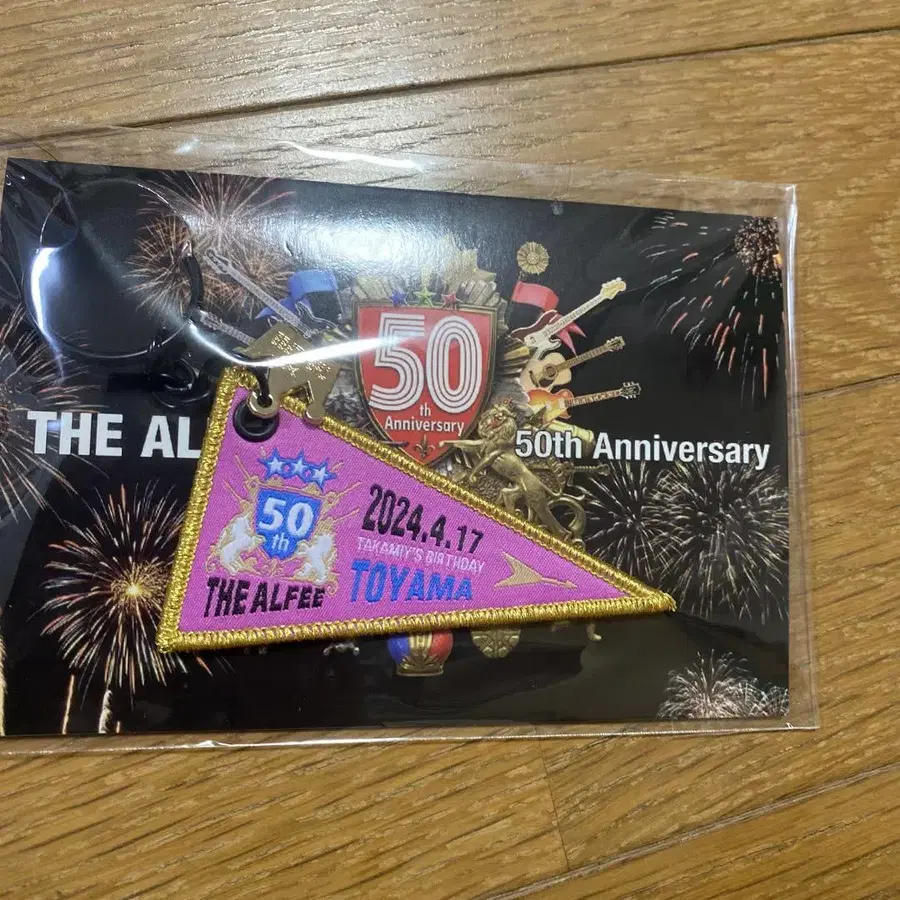 50
th
Anniversary
THE AL
50th Anniversary
50
th
THE ALFEE
2024.4.17
TAKAMIY'S BIRTHDAY
TOYAMA